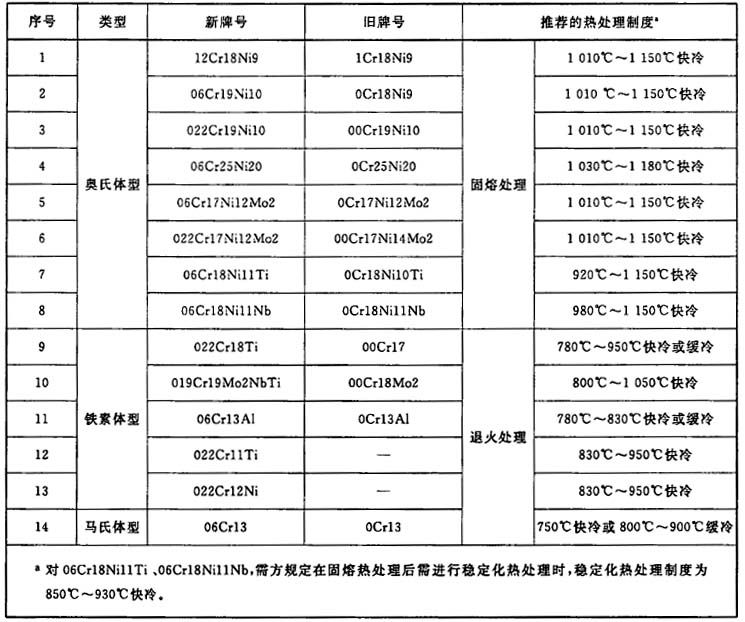 序号 类型 新牌号 旧牌号 推荐的热处理制度ᵃ
1 奥氏体型 12Cr18Ni9 1Cr18Ni9 固熔处理 1 010℃～1 150℃快冷
2 06Cr19Ni10 0Cr18Ni9 1 010 ℃～1 150℃快冷
3 022Cr19Ni10 00Cr19Ni10 1 010℃～1 150℃快冷
4 06Cr25Ni20 0Cr25Ni20 1 030℃～1 180℃快冷
5 06Cr17Ni12Mo2 0Cr17Ni12Mo2 1 010℃～1 150℃快冷
6 022Cr17Ni12Mo2 00Cr17Ni14Mo2 1 010℃～1 150℃快冷
7 06Cr18Ni11Ti 0Cr18Ni10Ti 920℃～1 150℃快冷
8 06Cr18Ni11Nb 0Cr18Ni11Nb 980℃～1 150℃快冷
9 铁素体型 022Cr18Ti 00Cr17 退火处理 780℃～950℃快冷或缓冷
10 019Cr19Mo2NbTi 00Cr18Mo2 800℃～1 050℃快冷
11 06Cr13Al 0Cr13Al 780℃～830℃快冷或缓冷
12 022Cr11Ti — 830℃～950℃快冷
13 022Cr12Ni — 830℃～950℃快冷
14 马氏体型 06Cr13 0Cr13 750℃快冷或 800℃～900℃缓冷
ᵃ 对 06Cr18Ni11Ti、06Cr18Ni11Nb,需方规定在固熔热处理后需进行稳定化热处理时,稳定化热处理制度为
850℃～930℃快冷。